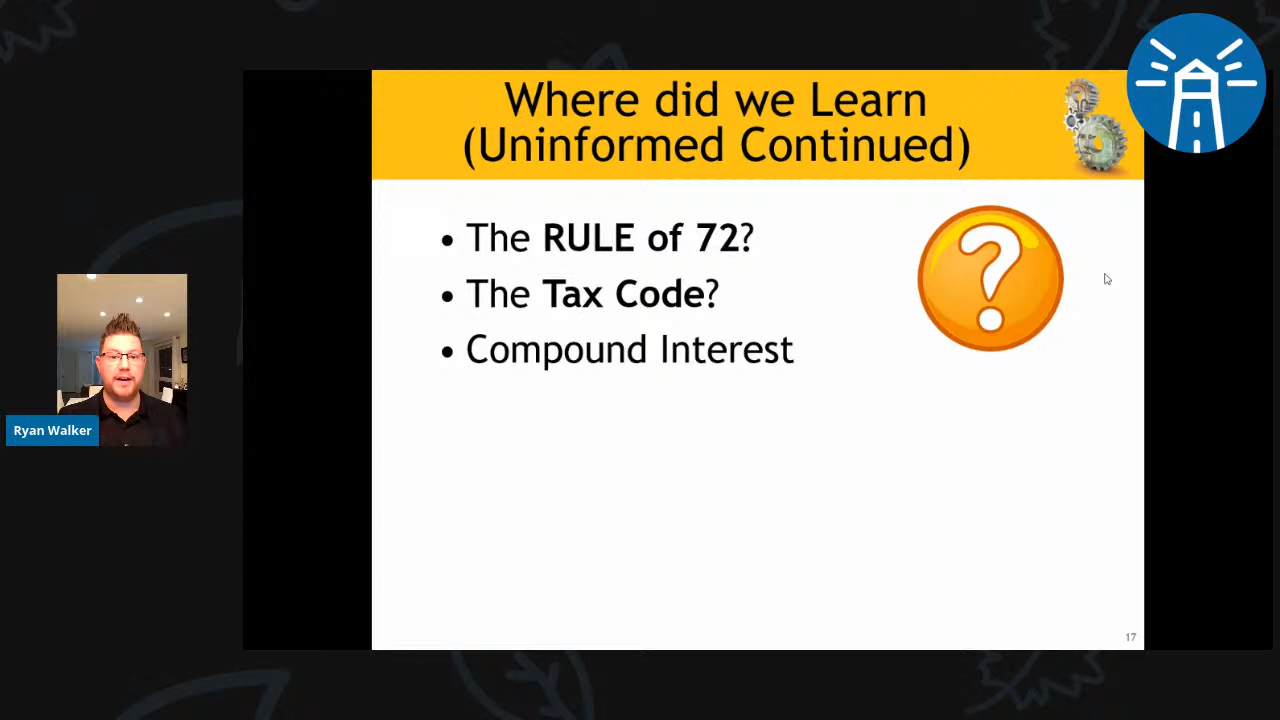 Where did we Learn
(Uninformed Continued)
• The RULE of 72?
• The Tax Code?
• Compound Interest
?
Ryan Walker
17